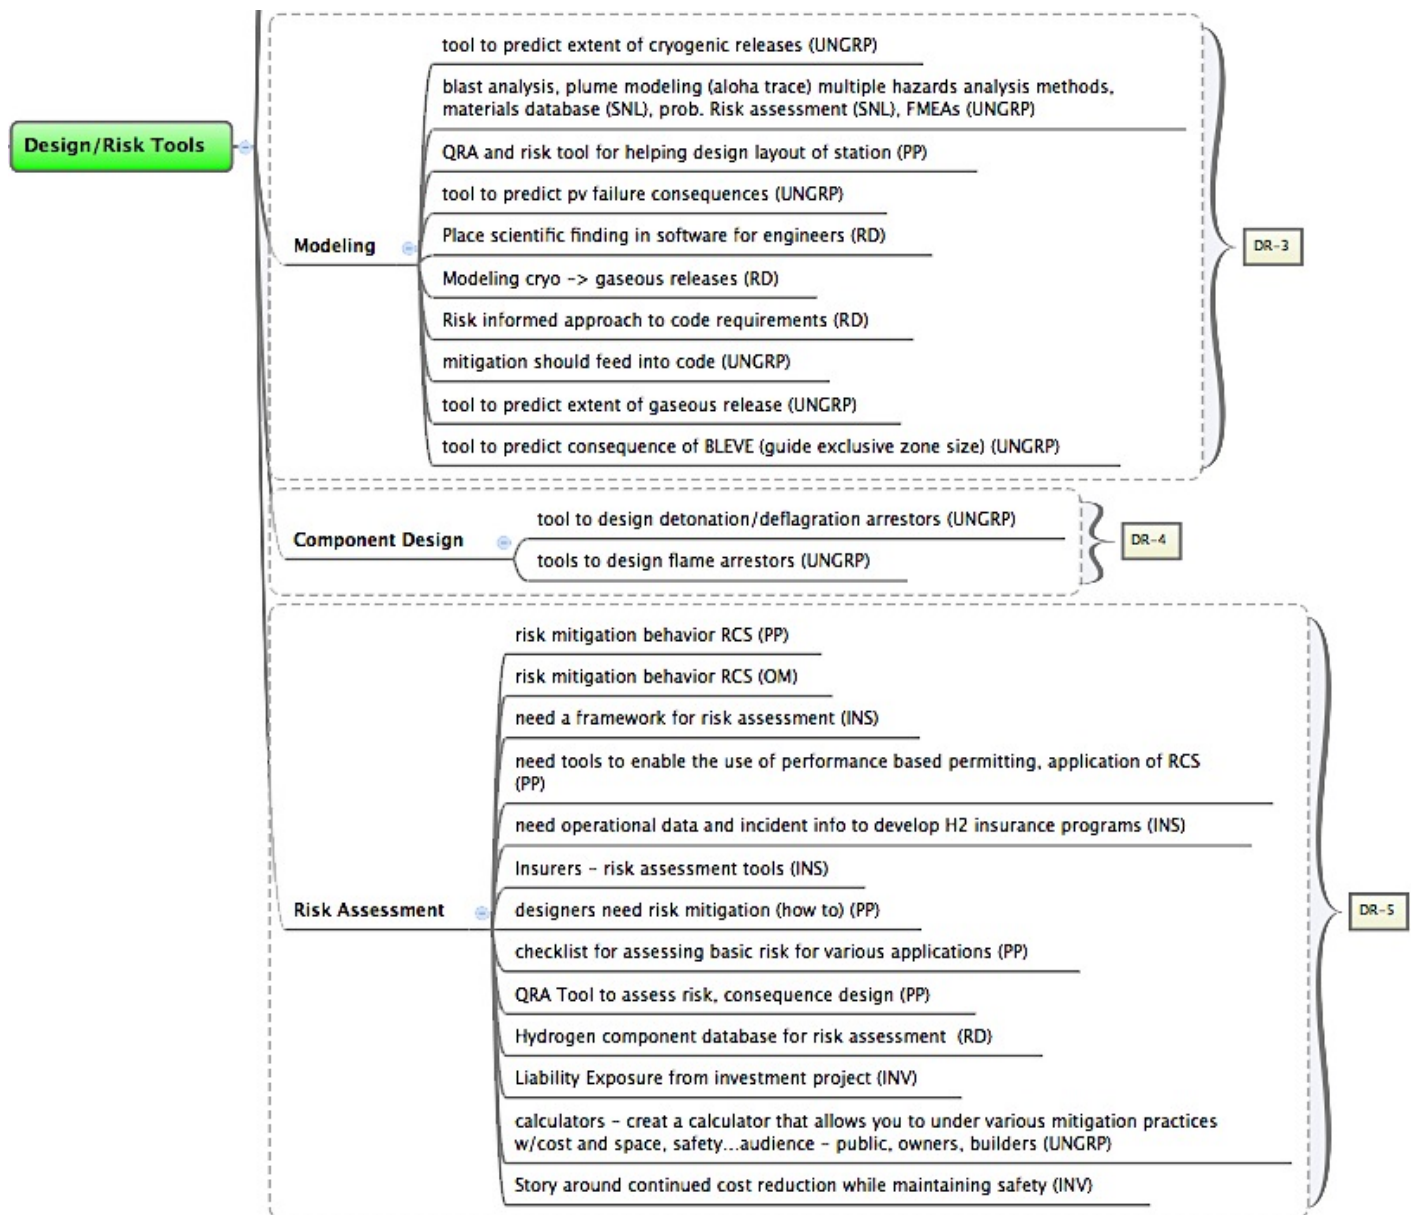 Design/Risk Tools
Modeling
tool to predict extent of cryogenic releases (UNGRP)
blast analysis, plume modeling (aloha trace) multiple hazards analysis methods,
materials database (SNL), prob. Risk assessment (SNL), FMEAs (UNGRP)
QRA and risk tool for helping design layout of station (PP)
tool to predict pv failure consequences (UNGRP)
Place scientific finding in software for engineers (RD)
Modeling cryo -> gaseous releases (RD)
Risk informed approach to code requirements (RD)
mitigation should feed into code (UNGRP)
tool to predict extent of gaseous release (UNGRP)
tool to predict consequence of BLEVE (guide exclusive zone size) (UNGRP)
DR-3
Component Design
tool to design detonation/deflagration arrestors (UNGRP)
tools to design flame arrestors (UNGRP)
DR-4
Risk Assessment
risk mitigation behavior RCS (PP)
risk mitigation behavior RCS (OM)
need a framework for risk assessment (INS)
need tools to enable the use of performance based permitting, application of RCS
(PP)
need operational data and incident info to develop H2 insurance programs (INS)
Insurers - risk assessment tools (INS)
designers need risk mitigation (how to) (PP)
checklist for assessing basic risk for various applications (PP)
QRA Tool to assess risk, consequence design (PP)
Hydrogen component database for risk assessment (RD)
Liability Exposure from investment project (INV)
calculators - creat a calculator that allows you to under various mitigation practices
w/cost and space, safety...audience - public, owners, builders (UNGRP)
Story around continued cost reduction while maintaining safety (INV)
DR-5